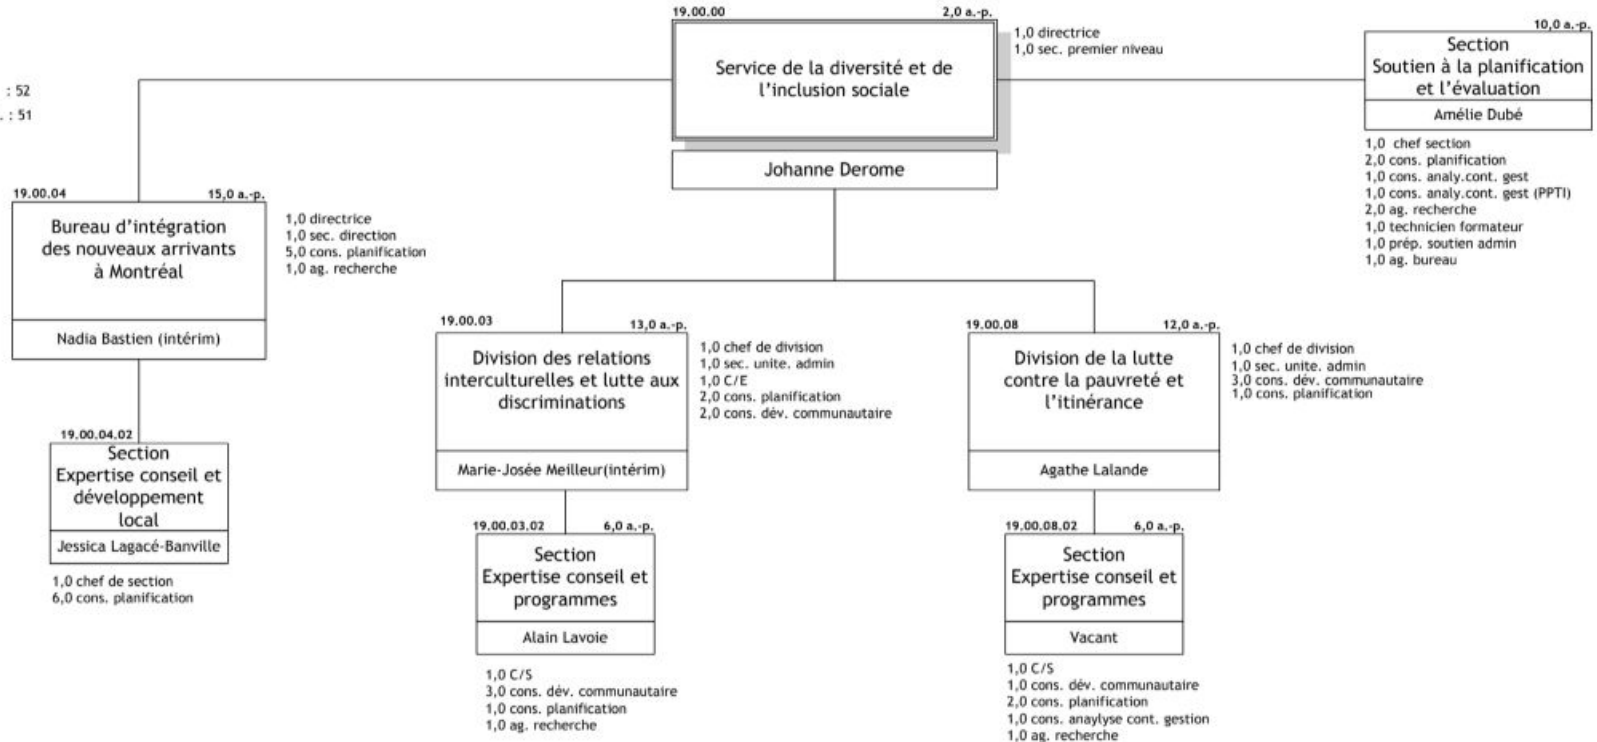 19.00.00
2,0 a.-p.
Service de la diversité et de
l'inclusion sociale
Johanne Derome
1,0 directrice
1,0 sec. premier niveau
10,0 a.-p.
Section
Soutien à la planification
et l'évaluation
Amélie Dubé
1,0 chef section
2,0 cons. planification
1,0 cons. analy.cont. gest
1,0 cons. analy.cont. gest (PPTI)
2,0 ag. recherche
1,0 technicien formateur
1,0 prép. soutien admin
1,0 ag. bureau
: 52
. : 51
19.00.04
15,0 a.-p.
Bureau d'intégration
des nouveaux arrivants
à Montréal
Nadia Bastien (intérim)
1,0 directrice
1,0 sec. direction
5,0 cons. planification
1,0 ag. recherche
19.00.04.02
Section
Expertise conseil et
développement
local
Jessica Lagacé-Banville
1,0 chef de section
6,0 cons. planification
19.00.03
13,0 a.-p.
Division des relations
interculturelles et lutte aux
discriminations
Marie-Josée Meilleur(intérim)
1,0 chef de division
1,0 sec. unite. admin
1,0 C/E
2,0 cons. planification
2,0 cons. dév. communautaire
19.00.03.02
6,0 a.-p.
Section
Expertise conseil et
programmes
Alain Lavoie
1,0 C/S
3,0 cons. dév. communautaire
1,0 cons. planification
1,0 ag. recherche
19.00.08
12,0 a.-p.
Division de la lutte
contre la pauvreté et
l'itinérance
Agathe Lalande
1,0 chef de division
1,0 sec. unite. admin
3,0 cons. dév. communautaire
1,0 cons. planification
19.00.08.02
6,0 a.-p.
Section
Expertise conseil et
programmes
Vacant
1,0 C/S
1,0 cons. dév. communautaire
2,0 cons. planification
1,0 cons. anaylyse cont. gestion
1,0 ag. recherche